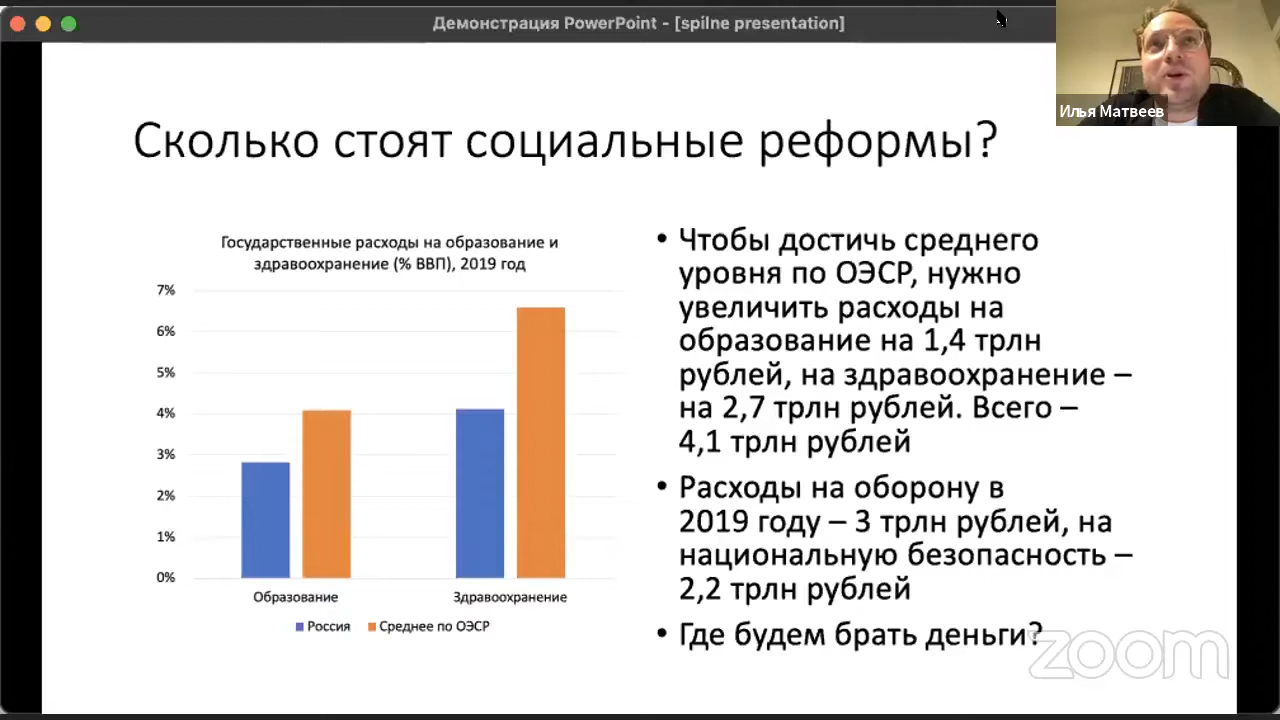 Демонстрация PowerPoint - [spilne presentation]
Илья Матвеев
Сколько стоят социальные реформы?
Государственные расходы на образование и
здравоохранение (% ВВП), 2019 год
7%
6%
5%
4%
3%
2%
1%
0%
Образование
Здравоохранение
Россия
Среднее по ОЭСР
• Чтобы достичь среднего
уровня по ОЭСР, нужно
увеличить расходы на
образование на 1,4 трлн
рублей, на здравоохранение –
на 2,7 трлн рублей. Всего –
4,1 трлн рублей
• Расходы на оборону в
2019 году – 3 трлн рублей, на
национальную безопасность –
2,2 трлн рублей
• Где будем брать деньги?
zoom